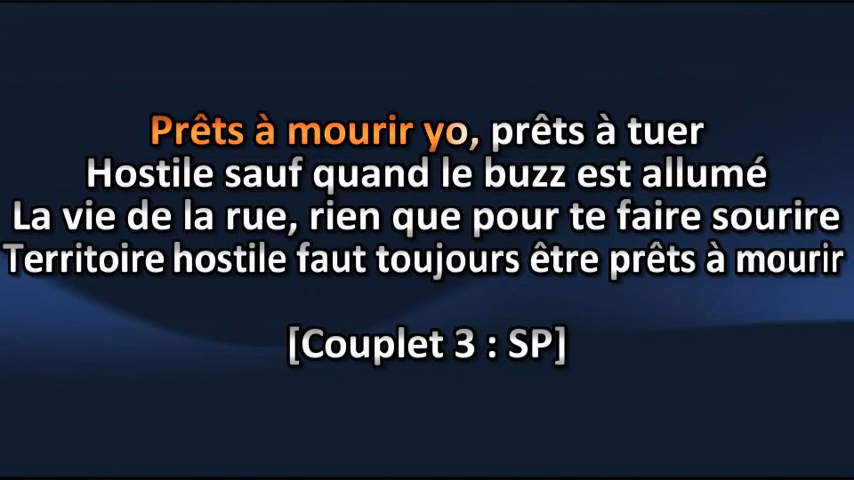 Prêts à mourir yo, prêts à tuer
Hostile sauf quand le buzz est allumé
La vie de la rue, rien que pour te faire sourire
Territoire hostile faut toujours être prêts à mourir
[Couplet 3 : SP]